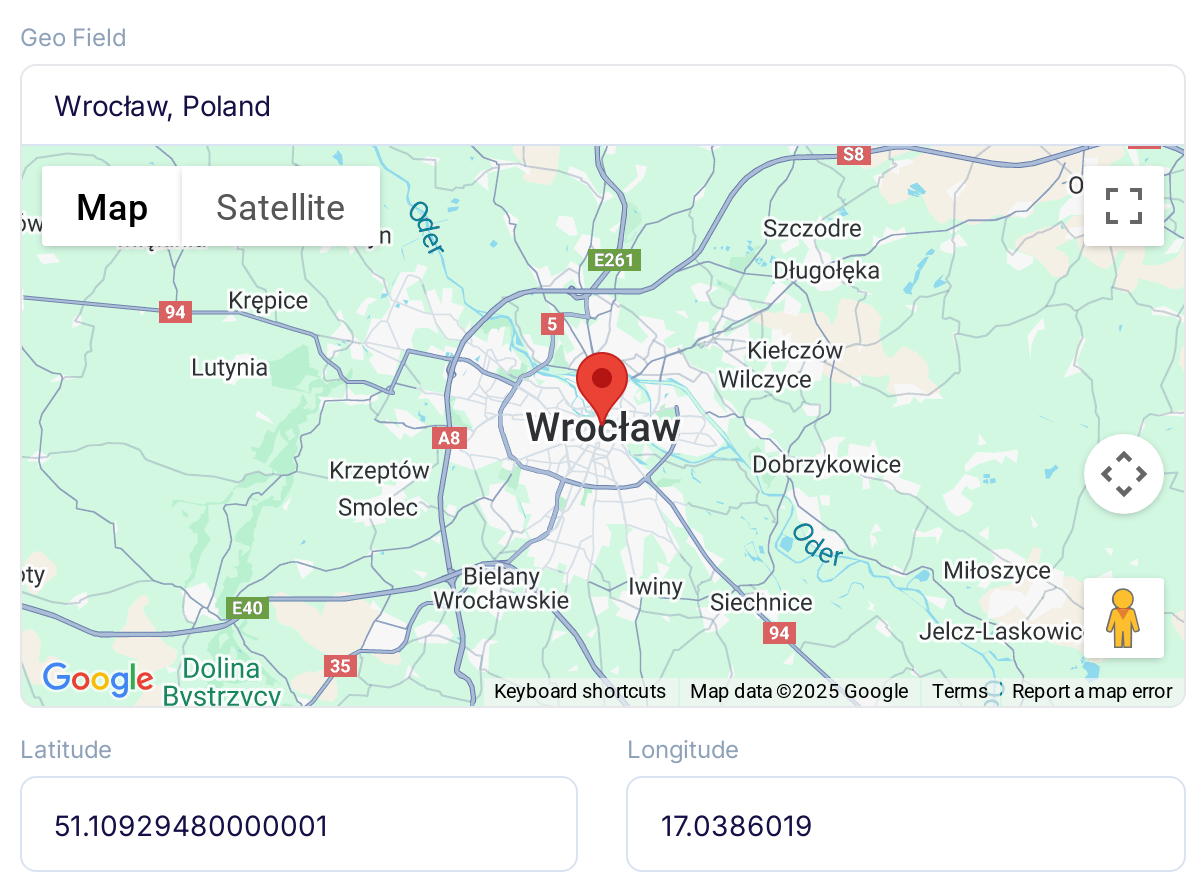 Geo Field
Wrocław, Poland
S8
Map
Satellite
Oder
Szczodre
E261
Długołęka
Krępice
94
5
Kiełczów
Lutynia
Wilczyce
Wrocław
A8
Dobrzykowice
Krzeptów
Smolec
Oder
Miłoszyce
Bielany
Wrocławskie
Iwiny
Siechnice
E40
94
Jelcz-Laskowic
35
Google
Dolina
Bystrzycy
Keyboard shortcuts
Map data ©2025 Google
Terms
Report a map error
Latitude
Longitude
51.10929480000001
17.0386019